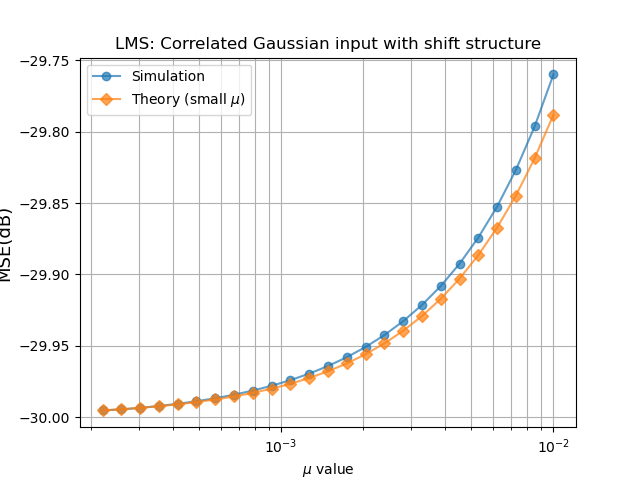 LMS: Correlated Gaussian input with shift structure
Simulation
Theory (small μ)
MSE(dB)
−29.75
−29.80
−29.85
−29.90
−29.95
−30.00
10⁻³
10⁻²
μ value